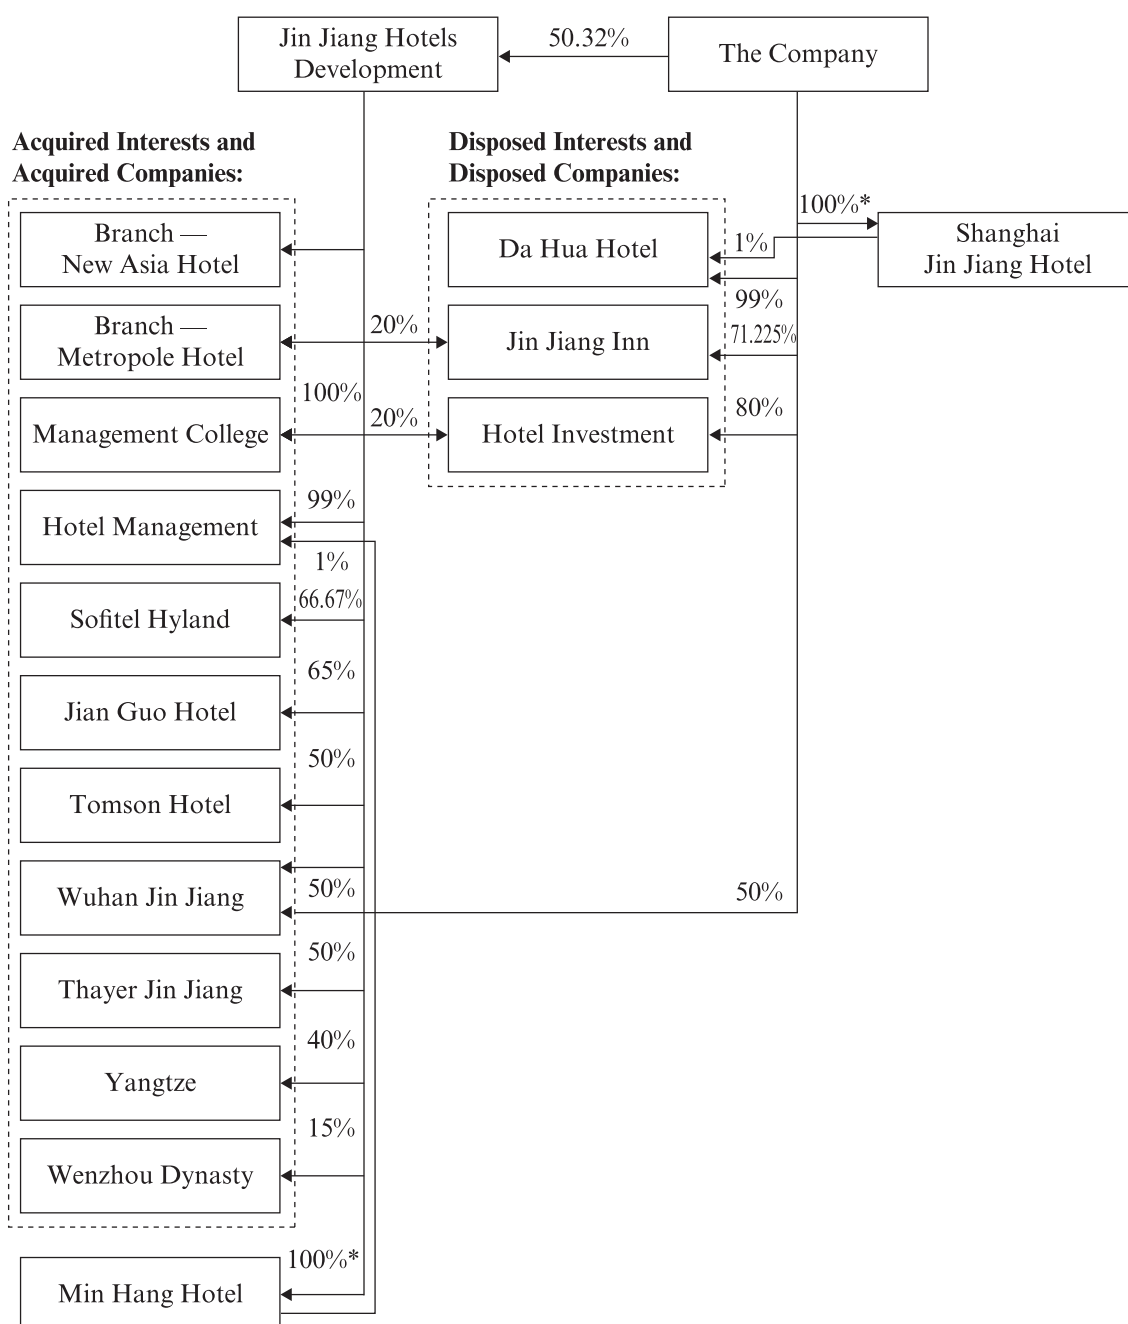 Jin Jiang Hotels
Development
50.32%
The Company
Acquired Interests and
Acquired Companies:
Disposed Interests and
Disposed Companies:
100%*
Branch —
New Asia Hotel
Da Hua Hotel
1%
Shanghai
Jin Jiang Hotel
99%
Branch —
Metropole Hotel
20%
Jin Jiang Inn
71.225%
100%
Management College
20%
Hotel Investment
80%
99%
Hotel Management
1%
66.67%
Sofitel Hyland
65%
Jian Guo Hotel
50%
Tomson Hotel
Wuhan Jin Jiang
50%
50%
50%
Thayer Jin Jiang
40%
Yangtze
15%
Wenzhou Dynasty
100%*
Min Hang Hotel